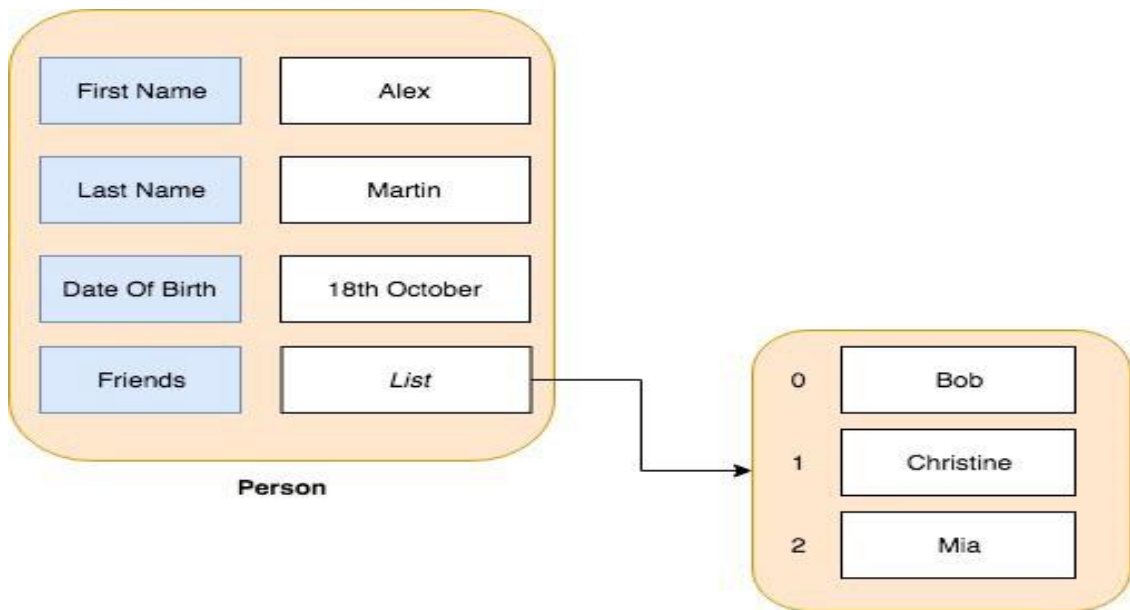 First Name
Alex
Last Name
Martin
Date Of Birth
18th October
Friends
List
Person
0
Bob
1
Christine
2
Mia